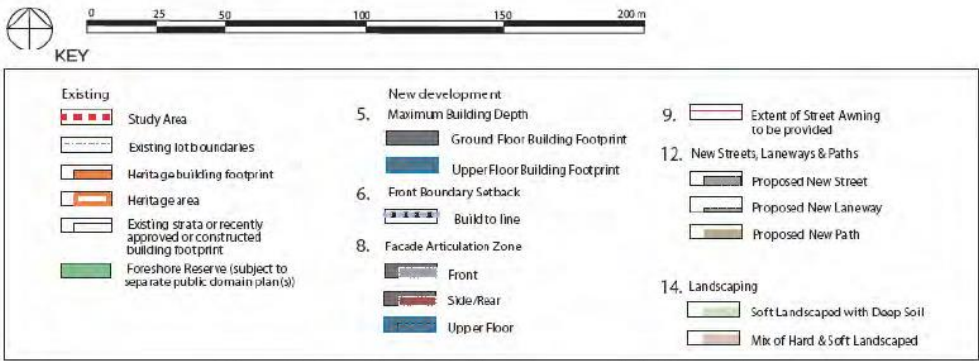 0 25 50 100 150 200 m
KEY
Existing
Study Area
Existing lot boundaries
Heritage building footprint
Heritage area
Existing strata or recently
approved or constructed
building footprint
Foreshore Reserve (subject to
separate public domain plan(s))
New development
5. Maximum Building Depth
Ground Floor Building Footprint
Upper Floor Building Footprint
6. Front Boundary Setback
Build to line
8. Facade Articulation Zone
Front
Side/Rear
Upper Floor
9. Extent of Street Awning
to be provided
12. New Streets, Laneways & Paths
Proposed New Street
Proposed New Laneway
Proposed New Path
14. Landscaping
Soft Landscaped with Deep Soil
Mix of Hard & Soft Landscaped